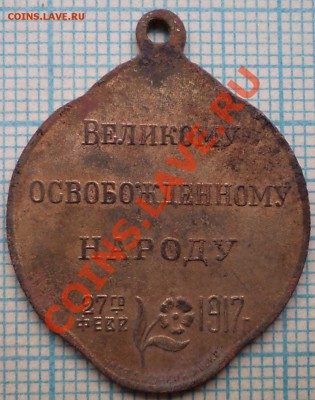 COINS.LAVE.RU
COINS.LAVE.RU
ВЕЛИКОМУ
ОСВОБОЖДЕННОМУ
НАРОДУ
27го
ФЕВР
1917г.